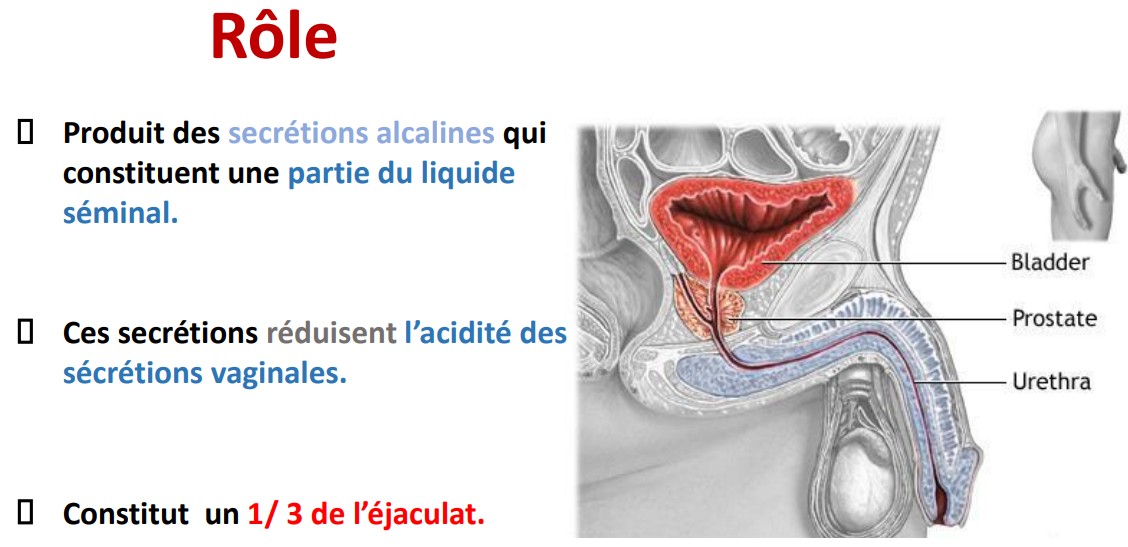 Rôle
Produit des secrétions alcalines qui
constituent une partie du liquide
séminal.
Ces secrétions réduisent l’acidité des
sécrétions vaginales.
Constitut un 1/ 3 de l’éjaculat.
Bladder
Prostate
Urethra